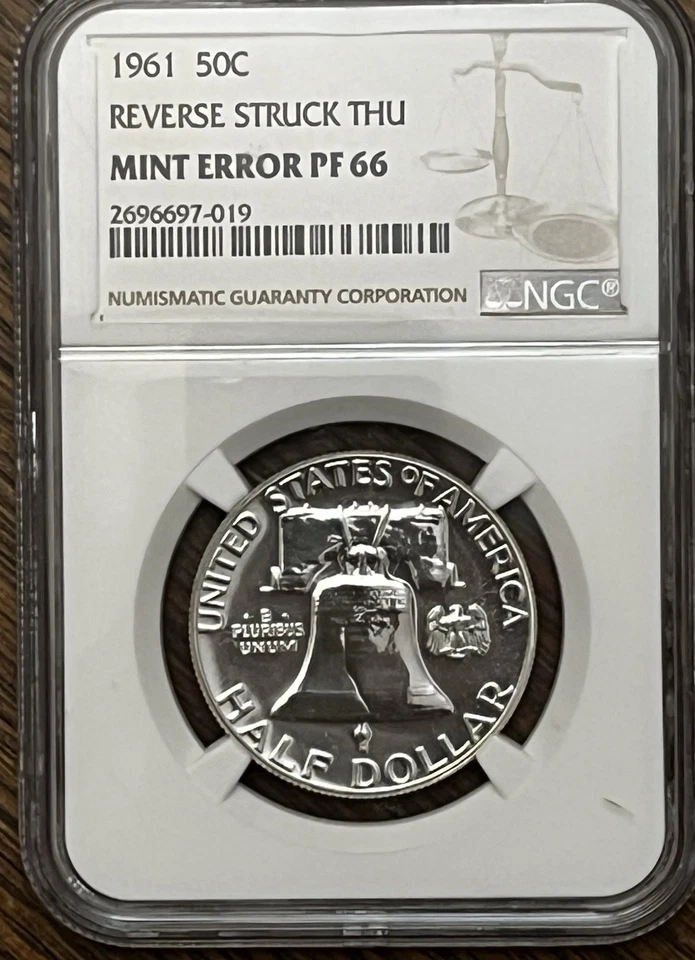 1961 50C
REVERSE STRUCK THU
MINT ERROR PF 66
2696697-019
NUMISMATIC GUARANTY CORPORATION
NGC®
UNITED STATES OF AMERICA
E
PLURIBUS
UNUM
HALF DOLLAR